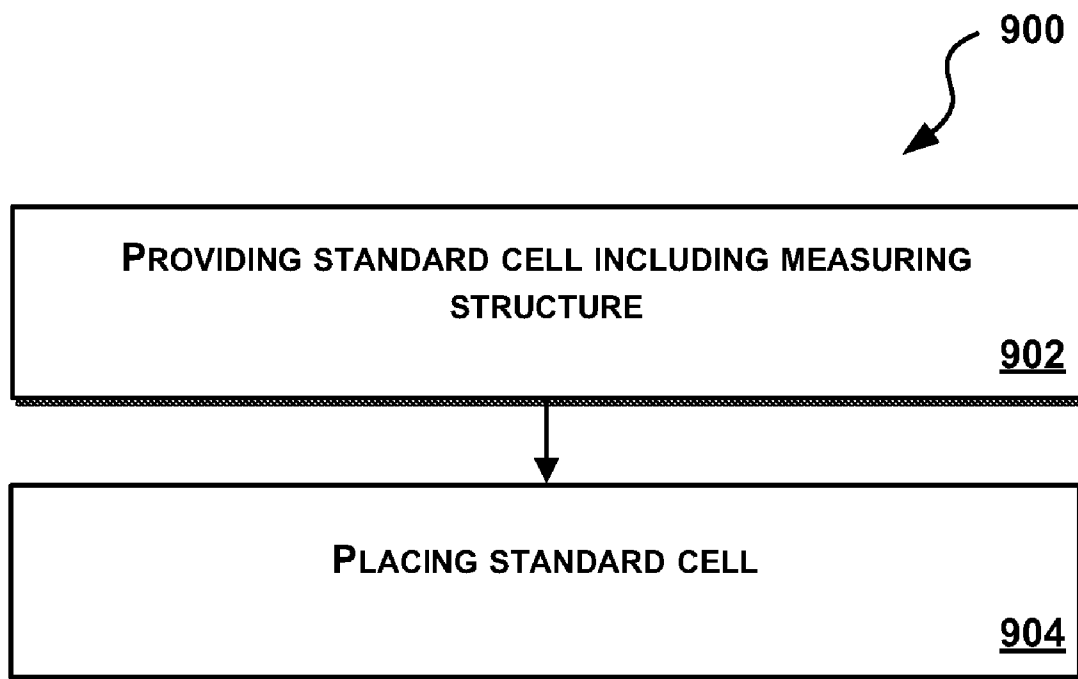 900
PROVIDING STANDARD CELL INCLUDING MEASURING
STRUCTURE
902
PLACING STANDARD CELL
904